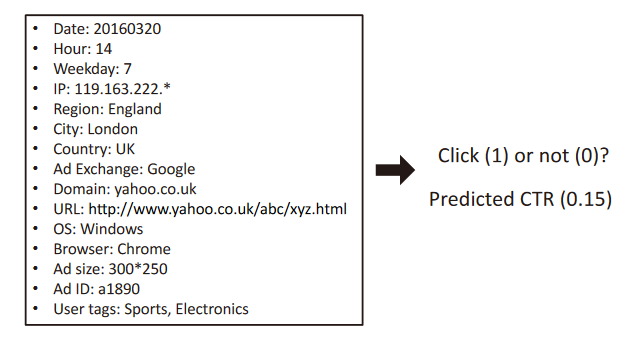 • Date: 20160320
• Hour: 14
• Weekday: 7
• IP: 119.163.222.*
• Region: England
• City: London
• Country: UK
• Ad Exchange: Google
• Domain: yahoo.co.uk
• URL: http://www.yahoo.co.uk/abc/xyz.html
• OS: Windows
• Browser: Chrome
• Ad size: 300*250
• Ad ID: a1890
• User tags: Sports, Electronics
Click (1) or not (0)?
Predicted CTR (0.15)